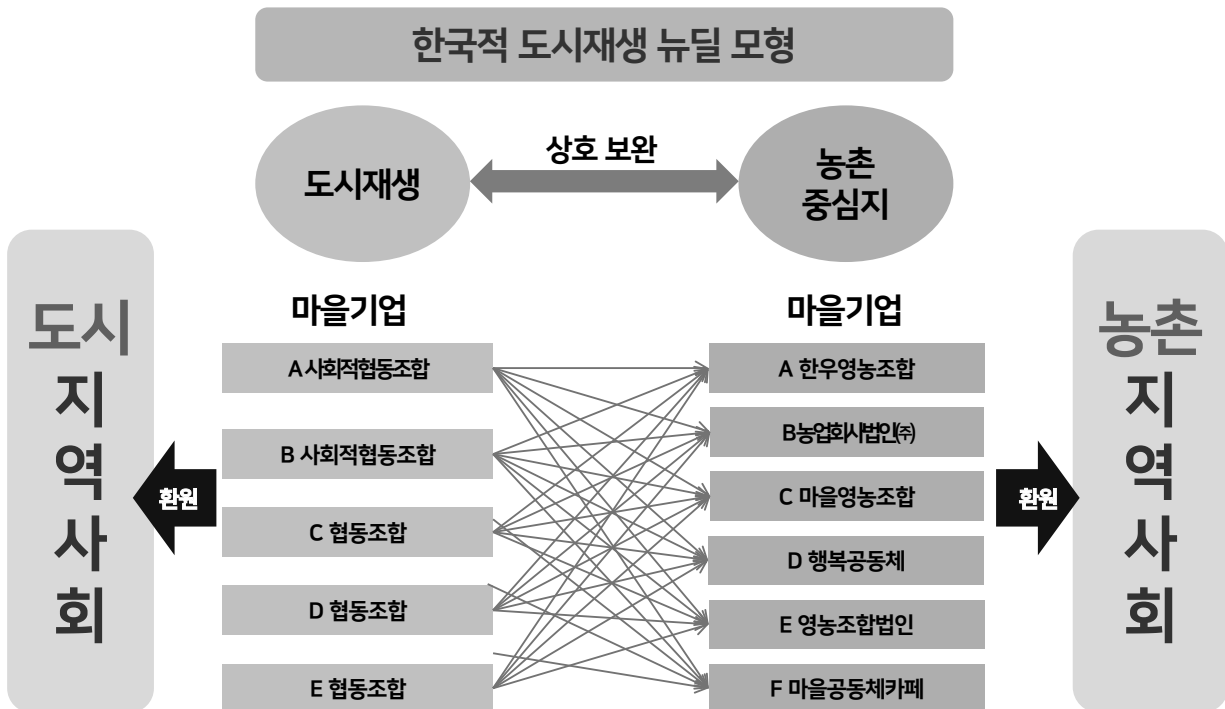 한국적 도시재생 뉴딜 모형
도시재생
상호 보완
농촌
중심지
도시
지
역
사
회
환원
마을기업
A 사회적협동조합
B 사회적협동조합
C 협동조합
D 협동조합
E 협동조합
마을기업
A 한우영농조합
B농업회사법인㈜
C 마을영농조합
D 행복공동체
E 영농조합법인
F 마을공동체카페
환원
농촌
지
역
사
회